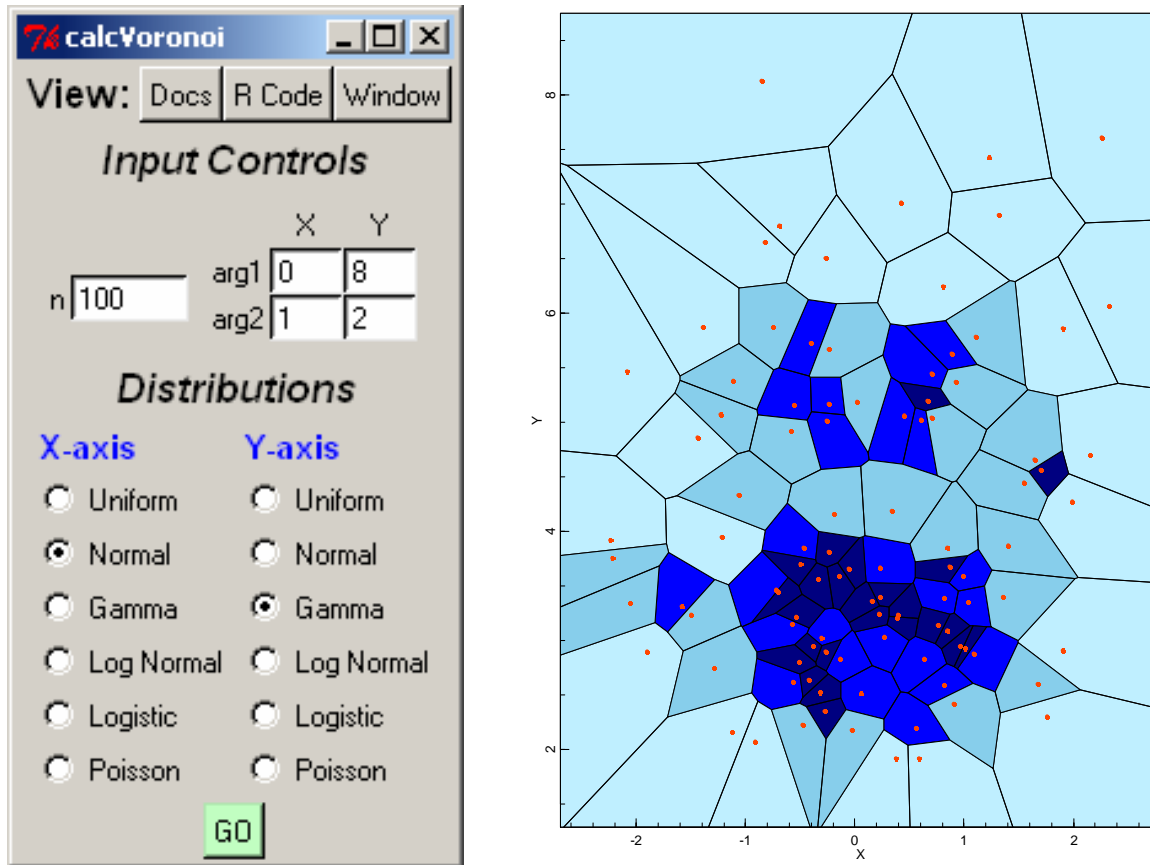 calcVoronoi
View: Docs R Code Window
Input Controls
X Y
n 100
arg1 0 8
arg2 1 2
Distributions
X-axis Y-axis
Uniform Uniform
Normal Normal
Gamma Gamma
Log Normal Log Normal
Logistic Logistic
Poisson Poisson
GO
8
6
Y
4
2
-2 -1 0 1 2
X